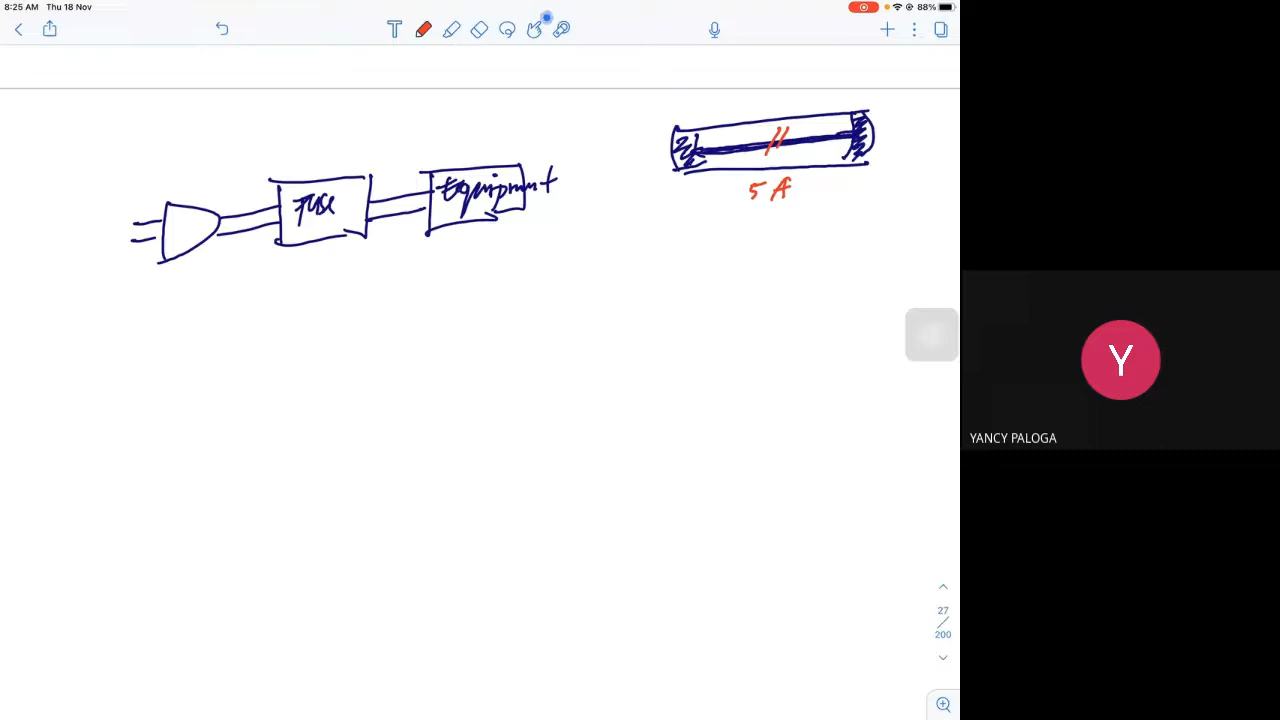 8:25 AM Thu 18 Nov
88%
T
Fuse
Equipment
5 A
Y
YANCY PALOGA
27
/
200